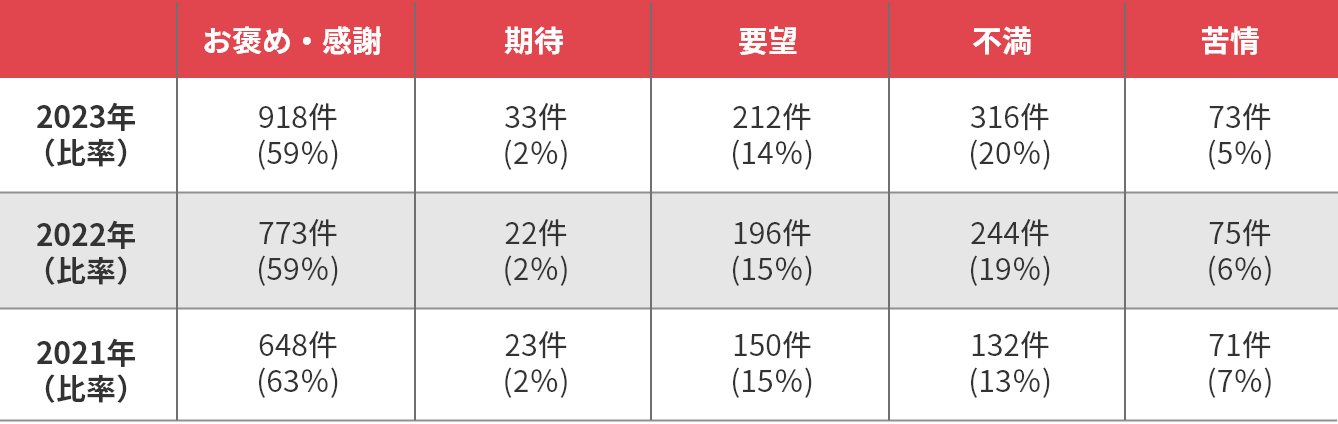 お褒め・感謝 期待 要望 不満 苦情
2023年 918件 33件 212件 316件 73件
（比率） (59%) (2%) (14%) (20%) (5%)
2022年 773件 22件 196件 244件 75件
（比率） (59%) (2%) (15%) (19%) (6%)
2021年 648件 23件 150件 132件 71件
（比率） (63%) (2%) (15%) (13%) (7%)